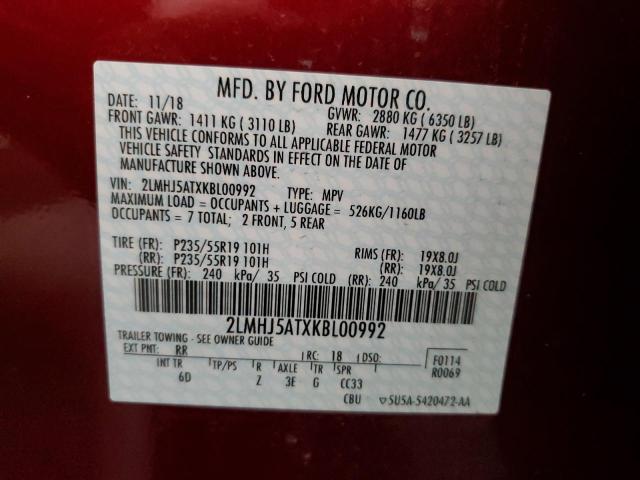 MFD. BY FORD MOTOR CO.
DATE: 11/18 GVWR: 2880 KG ( 6350 LB)
FRONT GAWR: 1411 KG ( 3110 LB) REAR GAWR: 1477 KG ( 3257 LB)
THIS VEHICLE CONFORMS TO ALL APPLICABLE FEDERAL MOTOR
VEHICLE SAFETY STANDARDS IN EFFECT ON THE DATE OF
MANUFACTURE SHOWN ABOVE.
VIN: 2LMHJ5ATXKBL00992 TYPE: MPV
MAXIMUM LOAD = OCCUPANTS + LUGGAGE = 526KG/1160LB
OCCUPANTS = 7 TOTAL; 2 FRONT, 5 REAR
TIRE (FR): P235/55R19 101H RIMS (FR): 19X8.0J
(RR): P235/55R19 101H (RR): 19X8.0J
PRESSURE (FR): 240 kPa/ 35 PSI COLD (RR): 240 kPa/ 35 PSI COLD
2LMHJ5ATXKBL00992
TRAILER TOWING - SEE OWNER GUIDE
EXT PNT: RR RC: 18 DSO: F0114
INT TR TP/PS R AXLE TR SPR R0069
6D Z 3E G CC33
CBU ▽5U5A-5420472-AA